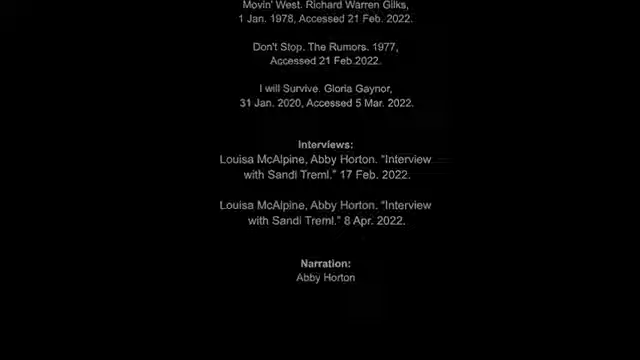 Movin' West. Richard Warren Gilks,
1 Jan. 1978, Accessed 21 Feb. 2022.
Don't Stop. The Rumors. 1977,
Accessed 21 Feb.2022.
I will Survive. Gloria Gaynor,
31 Jan. 2020, Accessed 5 Mar. 2022.
Interviews:
Louisa McAlpine, Abby Horton. "Interview
with Sandi Treml." 17 Feb. 2022.
Louisa McAlpine, Abby Horton. "Interview
with Sandi Treml." 8 Apr. 2022.
Narration:
Abby Horton